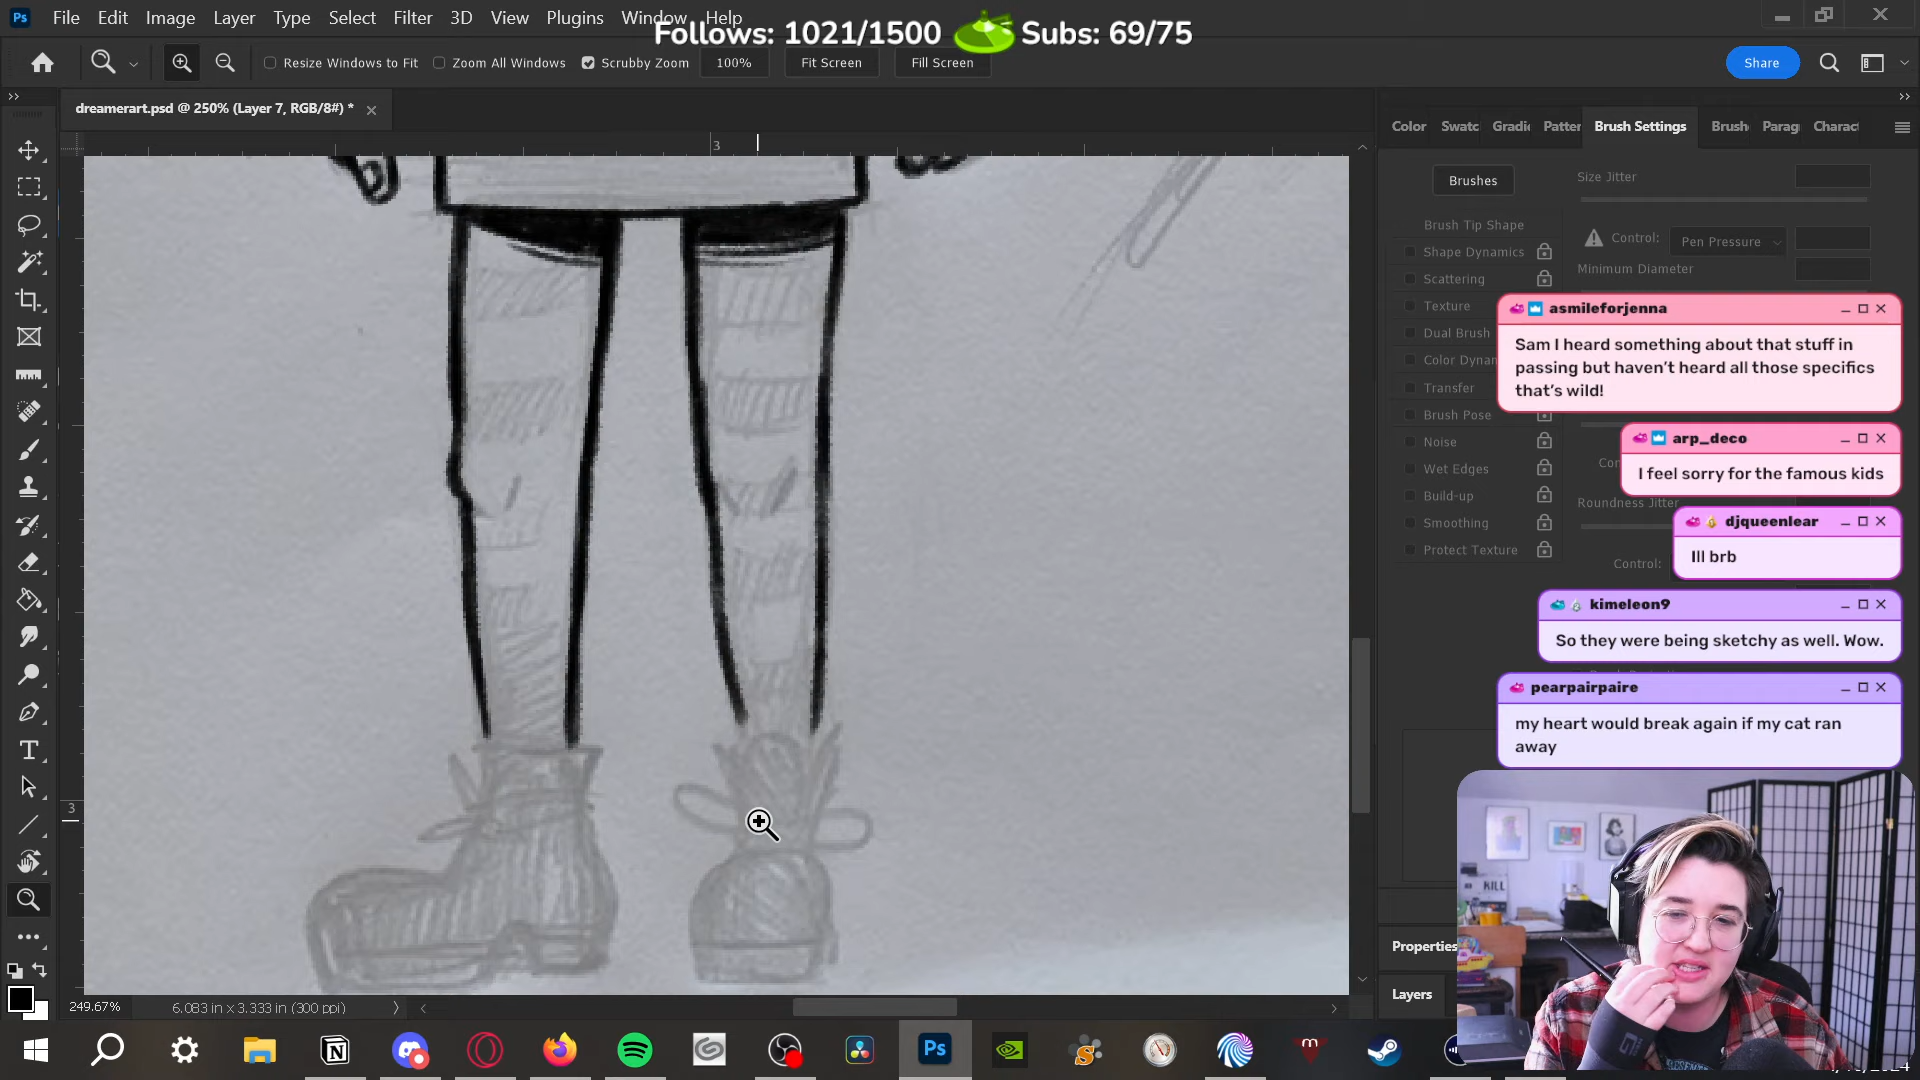 File Edit Image Layer Type Select Filter 3D View Plugins Window Help
Follows: 1021/1500 Subs: 69/75
Resize Windows to Fit Zoom All Windows Scrubby Zoom 100% Fit Screen Fill Screen Share
dreamerart.psd @ 250% (Layer 7, RGB/8#) *
Color Swatc Gradi Patter Brush Settings Brush Parag Charac
3
Brushes
Size Jitter
Brush Tip Shape
Control: Pen Pressure
Shape Dynamics
Minimum Diameter
Scattering
Texture
Dual Brush
Color Dynan
Transfer
Brush Pose
Noise
Wet Edges
Build-up
Roundness Jitter
Smoothing
Protect Texture
Control:
asmileforjenna
Sam I heard something about that stuff in
passing but haven't heard all those specifics
that's wild!
arp_deco
I feel sorry for the famous kids
djqueenlear
Ill brb
kimeleon9
So they were being sketchy as well. Wow.
pearpairpaire
my heart would break again if my cat ran
away
3
KILL
Properties
Layers
249.67% 6.083 in x 3.333 in (300 ppi)
Ps